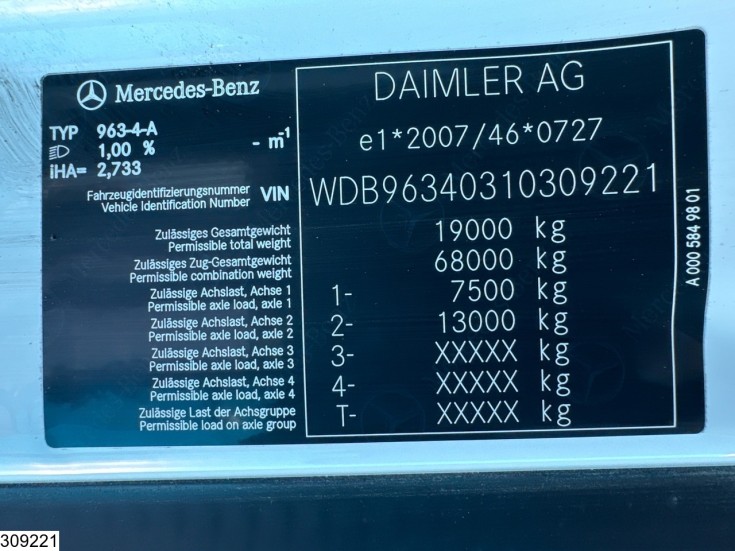 Mercedes-Benz
DAIMLER AG
TYP 963-4-A
1,00 % - m-1
iHA= 2,733
e1*2007/46*0727
Fahrzeugidentifizierungsnummer
Vehicle Identification Number
VIN WDB96340310309221
Zulässiges Gesamtgewicht
Permissible total weight
19000 kg
Zulässiges Zug-Gesamtgewicht
Permissible combination weight
68000 kg
Zulässige Achslast, Achse 1
Permissible axle load, axle 1
1- 7500 kg
Zulässige Achslast, Achse 2
Permissible axle load, axle 2
2- 13000 kg
Zulässige Achslast, Achse 3
Permissible axle load, axle 3
3- XXXXX kg
Zulässige Achslast, Achse 4
Permissible axle load, axle 4
4- XXXXX kg
Zulässige Last der Achsgruppe
Permissible load on axle group
T- XXXXX kg
A 000 584 98 01
309221